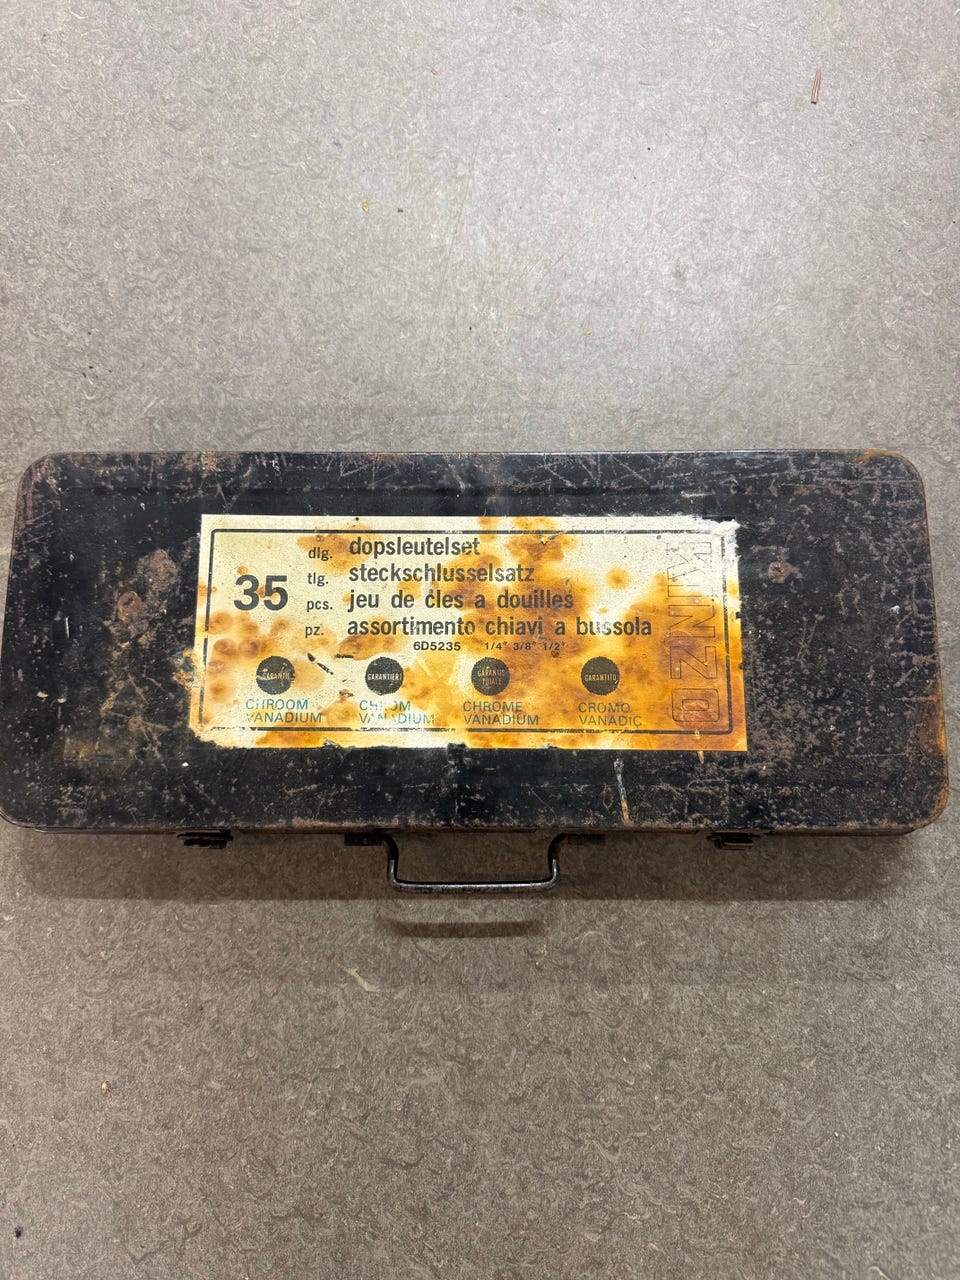 35
dlg. dopsleutelset
tlg. steckschlusselsatz
pcs. jeu de cles a douilles
pz. assortimento chiavi a bussola
6D5235 1/4" 3/8" 1/2"
GARANTIE GARANTIERT GARANTIE TOTALE GARANTITO
CHROOM VANADIUM
CHROM VANADIUM
CHROME VANADIUM
CROMO VANADIC
KINZO